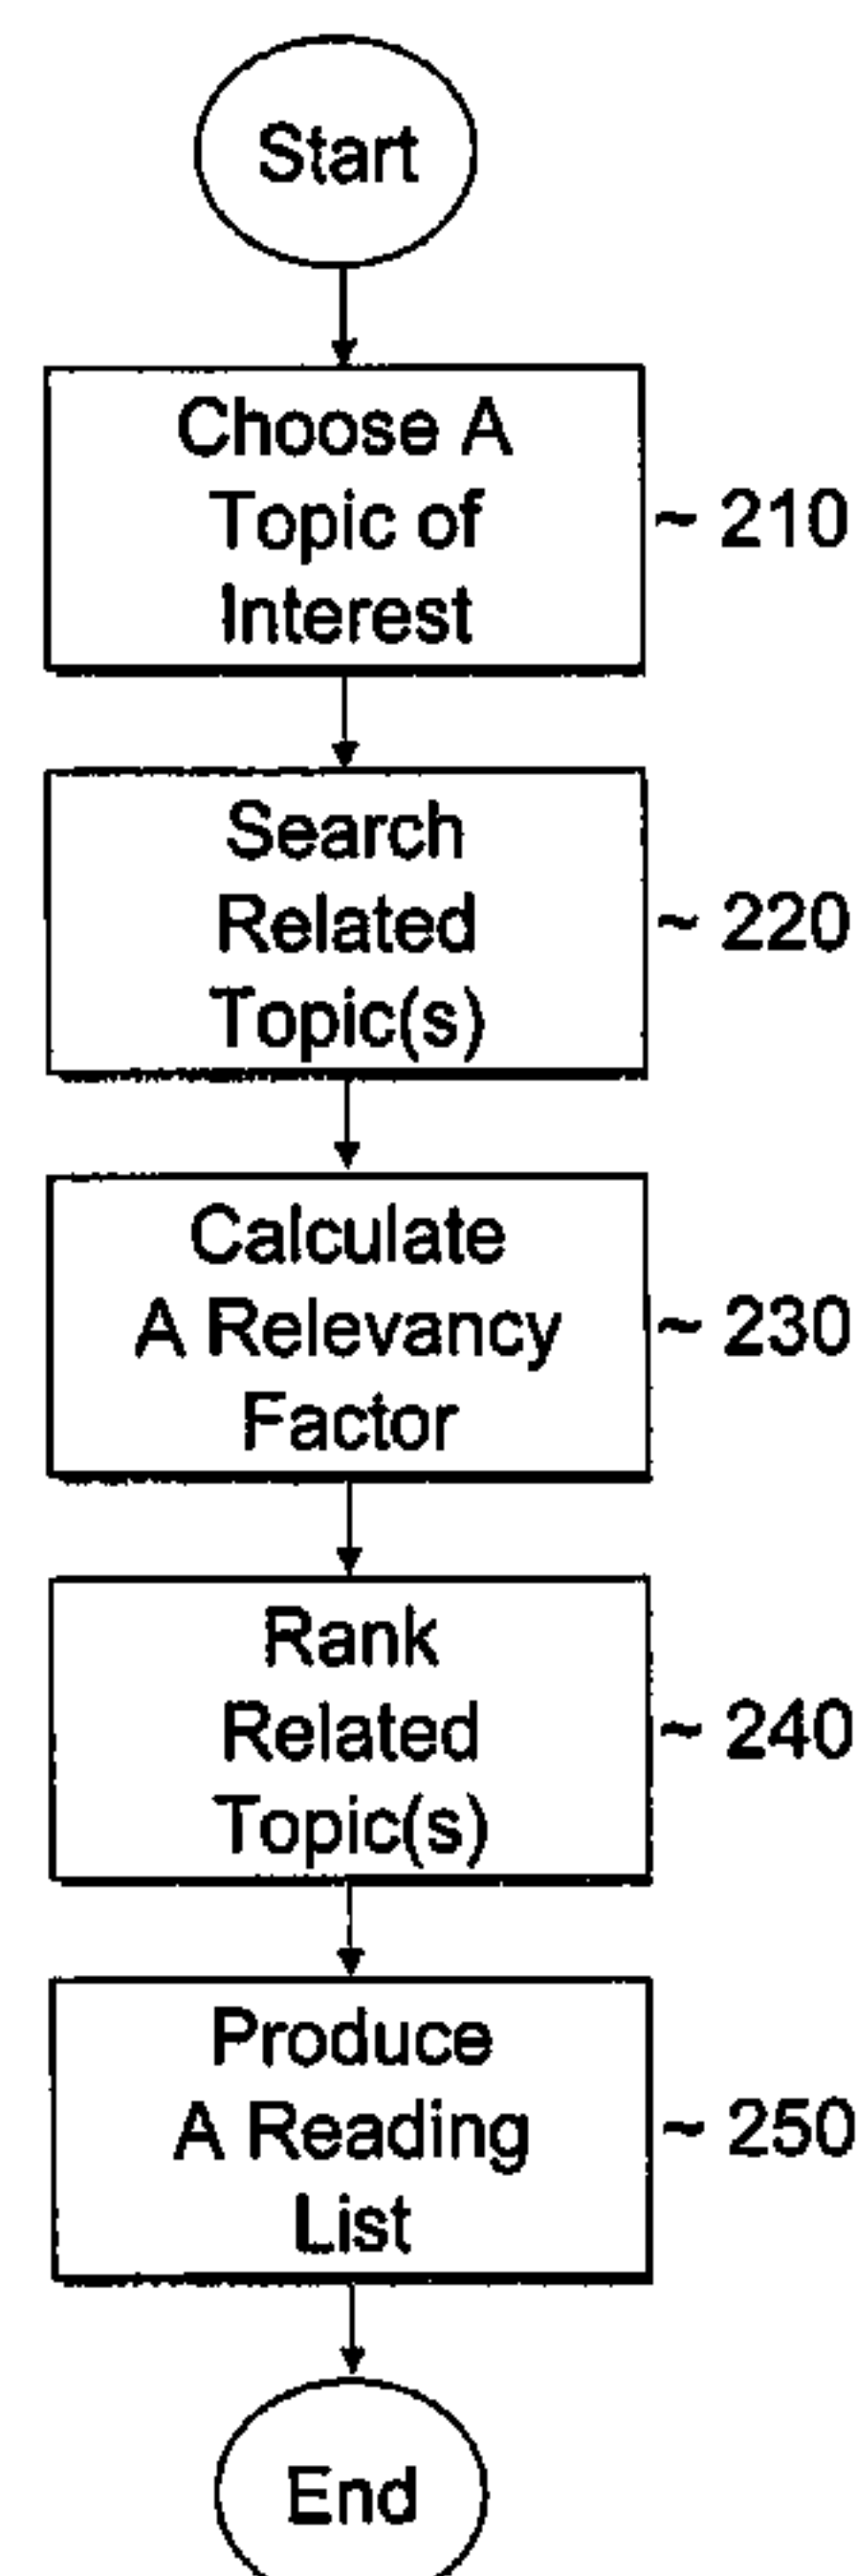 Start
Choose A
Topic of
Interest
~ 210
Search
Related
Topic(s)
~ 220
Calculate
A Relevancy
Factor
~ 230
Rank
Related
Topic(s)
~ 240
Produce
A Reading
List
~ 250
End